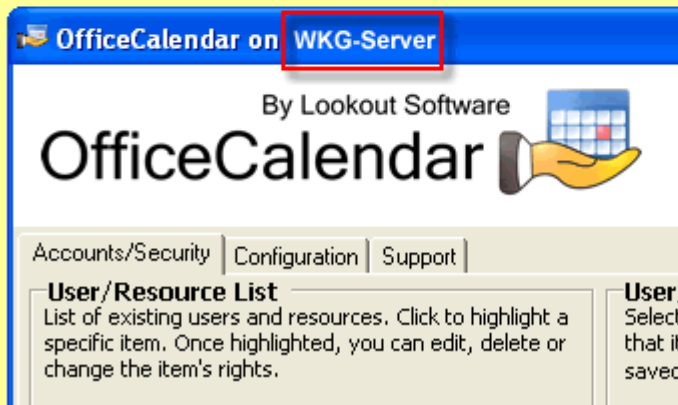 OfficeCalendar on WKG-Server
By Lookout Software
OfficeCalendar
Accounts/Security Configuration Support
User/Resource List
List of existing users and resources. Click to highlight a
specific item. Once highlighted, you can edit, delete or
change the item's rights.
User/
Select
that it
saved